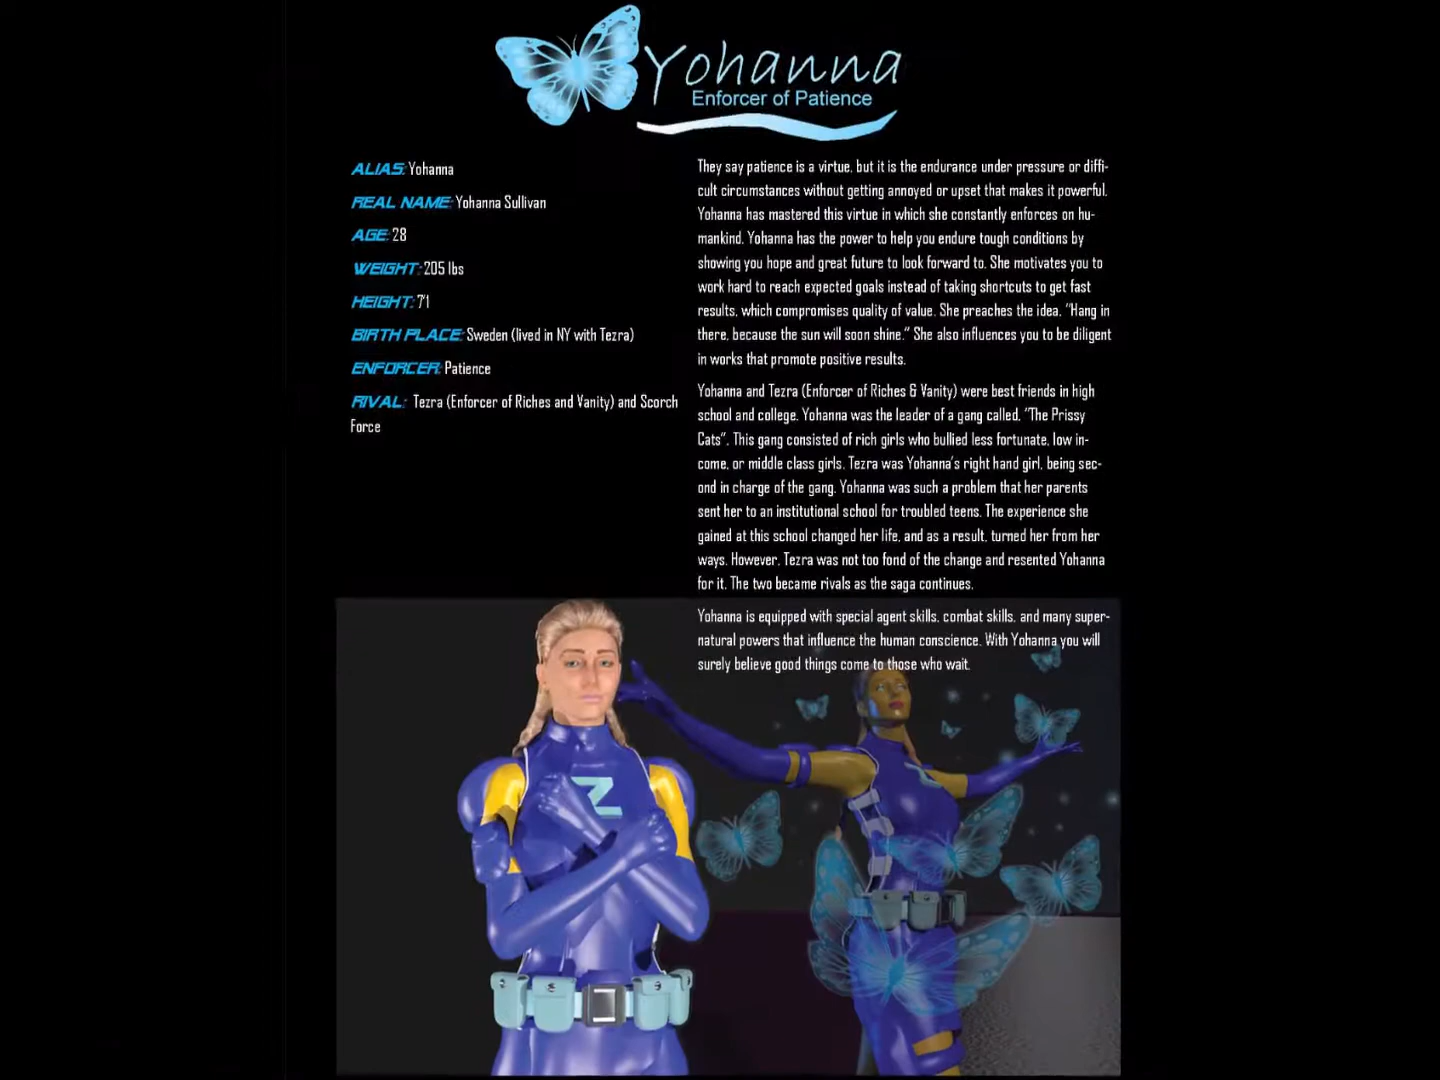 Yohanna
Enforcer of Patience
ALIAS: Yohanna
REAL NAME: Yohanna Sullivan
AGE: 28
WEIGHT: 205 lbs
HEIGHT: 7'1
BIRTH PLACE: Sweden (lived in NY with Tezra)
ENFORCER: Patience
RIVAL: Tezra (Enforcer of Riches and Vanity) and Scorch
Force
They say patience is a virtue, but it is the endurance under pressure or diffi-
cult circumstances without getting annoyed or upset that makes it powerful.
Yohanna has mastered this virtue in which she constantly enforces on hu-
mankind. Yohanna has the power to help you endure tough conditions by
showing you hope and great future to look forward to. She motivates you to
work hard to reach expected goals instead of taking shortcuts to get fast
results, which compromises quality of value. She preaches the idea, "Hang in
there, because the sun will soon shine." She also influences you to be diligent
in works that promote positive results.
Yohanna and Tezra (Enforcer of Riches & Vanity) were best friends in high
school and college. Yohanna was the leader of a gang called, "The Prissy
Cats". This gang consisted of rich girls who bullied less fortunate, low in-
come, or middle class girls. Tezra was Yohanna's right hand girl, being sec-
ond in charge of the gang. Yohanna was such a problem that her parents
sent her to an institutional school for troubled teens. The experience she
gained at this school changed her life, and as a result, turned her from her
ways. However, Tezra was not too fond of the change and resented Yohanna
for it. The two became rivals as the saga continues.
Yohanna is equipped with special agent skills, combat skills, and many super-
natural powers that influence the human conscience. With Yohanna you will
surely believe good things come to those who wait.
Z